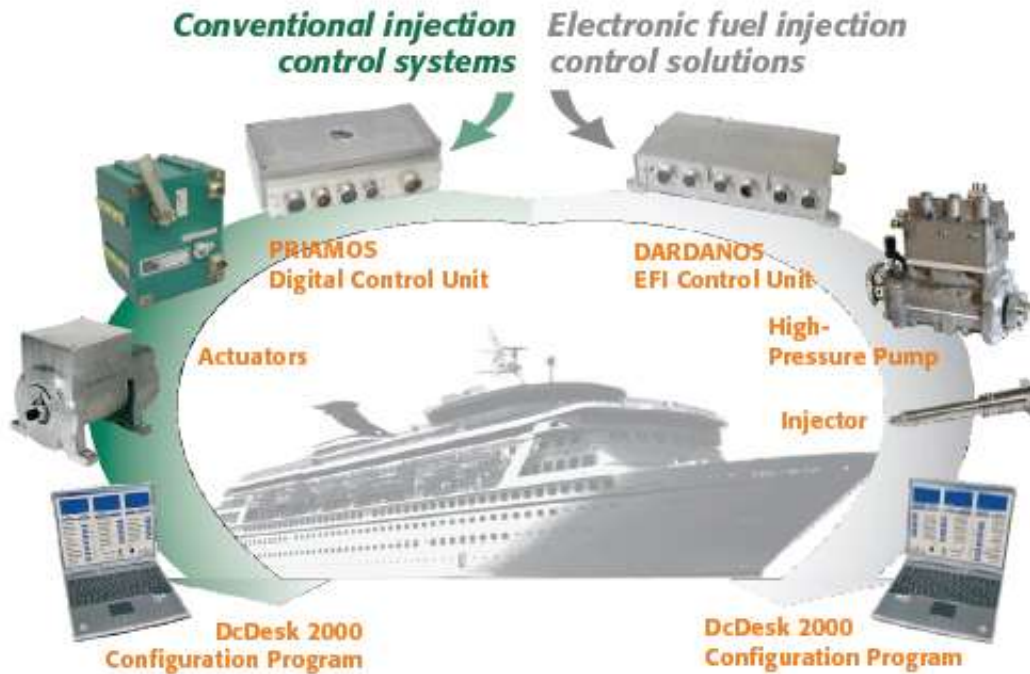 Conventional injection
control systems
Electronic fuel injection
control solutions
PRIAMOS
Digital Control Unit
DARDANOS
EFI Control Unit
Actuators
High-
Pressure Pump
Injector
DcDesk 2000
Configuration Program
DcDesk 2000
Configuration Program